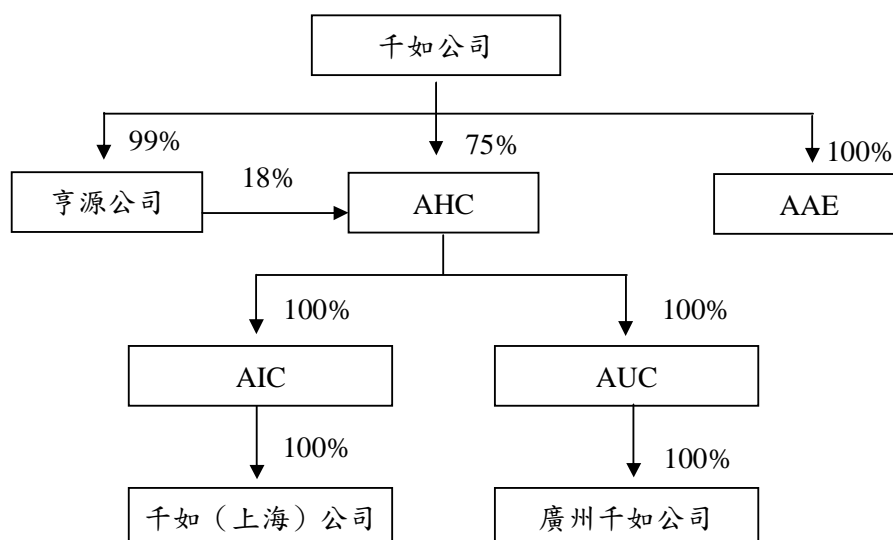 千如公司
99%
75%
100%
18%
亨源公司
AHC
AAE
100%
100%
AIC
AUC
100%
100%
千如（上海）公司
廣州千如公司